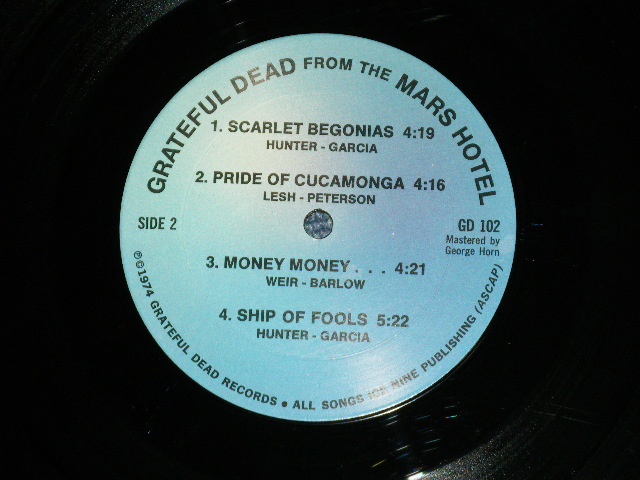 GRATEFUL DEAD FROM THE MARS HOTEL
1. SCARLET BEGONIAS 4:19
HUNTER - GARCIA
2. PRIDE OF CUCAMONGA 4:16
LESH - PETERSON
SIDE 2
GD 102
Mastered by
George Horn
3. MONEY MONEY . . . 4:21
WEIR - BARLOW
4. SHIP OF FOOLS 5:22
HUNTER - GARCIA
℗©1974 GRATEFUL DEAD RECORDS • ALL SONGS ICE NINE PUBLISHING (ASCAP)